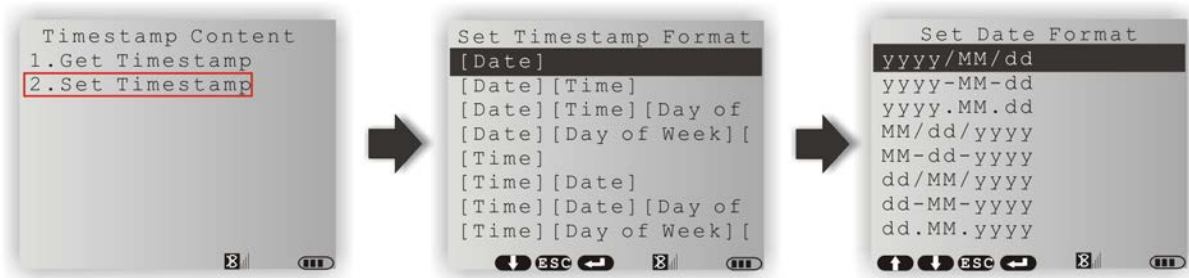 Timestamp Content
1.Get Timestamp
2.Set Timestamp
Set Timestamp Format
[Date]
[Date][Time]
[Date][Time][Day of
[Date][Day of Week][
[Time]
[Time][Date]
[Time][Date][Day of
[Time][Day of Week][
ESC
Set Date Format
yyyy/MM/dd
yyyy-MM-dd
yyyy.MM.dd
MM/dd/yyyy
MM-dd-yyyy
dd/MM/yyyy
dd-MM-yyyy
dd.MM.yyyy
ESC